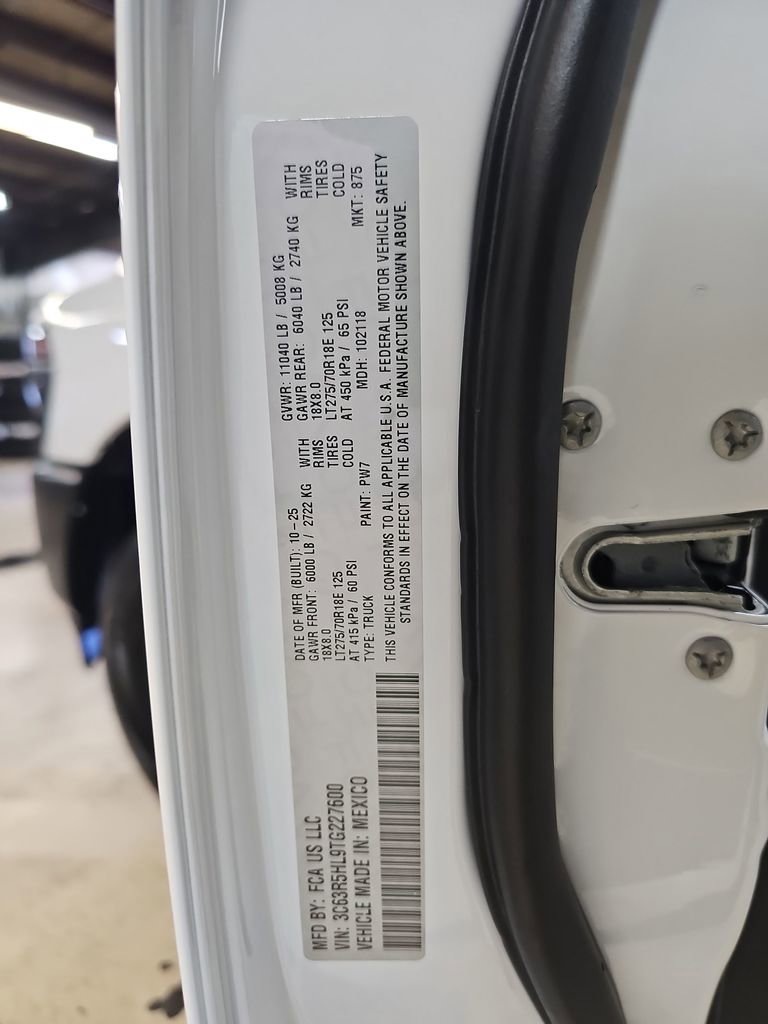 MFD BY: FCA US LLC
VIN: 3C63R5HL9TG227600
VEHICLE MADE IN: MEXICO
DATE OF MFR (BUILT): 10-25 GVWR: 11040 LB / 5008 KG
GAWR FRONT: 6000 LB / 2722 KG WITH GAWR REAR: 6040 LB / 2740 KG WITH
18X8.0 RIMS 18X8.0 RIMS
LT275/70R18E 125 TIRES LT275/70R18E 125 TIRES
AT 415 kPa / 60 PSI COLD AT 450 kPa / 65 PSI COLD
TYPE: TRUCK PAINT: PW7 MDH: 102118 MKT: 875
THIS VEHICLE CONFORMS TO ALL APPLICABLE U.S.A. FEDERAL MOTOR VEHICLE SAFETY
STANDARDS IN EFFECT ON THE DATE OF MANUFACTURE SHOWN ABOVE.